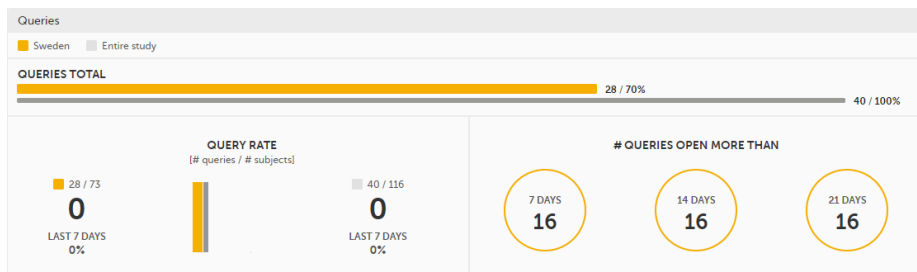 Queries
Sweden Entire study
QUERIES TOTAL
28 / 70%
40 / 100%
QUERY RATE
[# queries / # subjects]
28 / 73
0
LAST 7 DAYS
0%
40 / 116
0
LAST 7 DAYS
0%
# QUERIES OPEN MORE THAN
7 DAYS
16
14 DAYS
16
21 DAYS
16